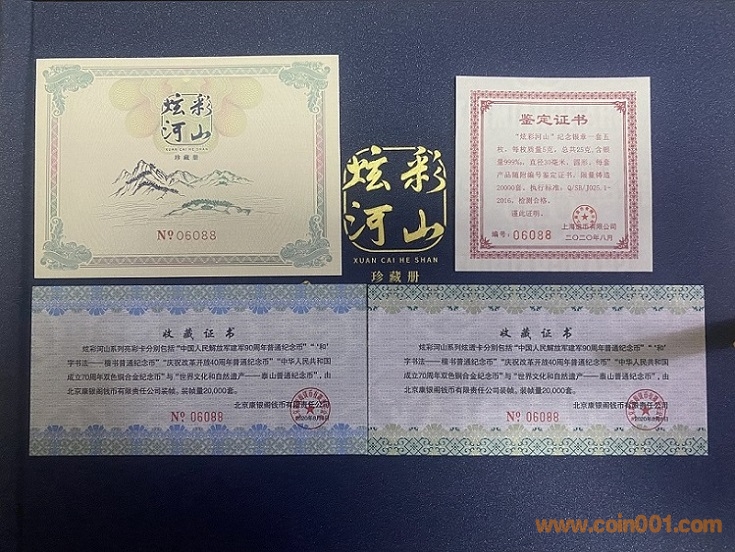 炫彩
河山
XUAN CAI HE SHAN
珍藏册
№ 06088
炫彩
河山
XUAN CAI HE SHAN
珍藏册
鉴定证书
“炫彩河山”纪念银章一套五
枚，每枚质量5克，总共25克，含银
量999‰，直径30毫米，圆形，每套
产品随附编号鉴定证书，限量铸造
20000套。执行标准：Q/SB/J005.1-
2016，检测合格。
谨此证明。
编号：06088
上海造币有限公司
二〇二〇年八月
收藏证书
炫彩河山系列亮彩卡分别包括“中国人民解放军建军90周年普通纪念币”“‘和’
字书法——楷书普通纪念币”“庆祝改革开放40周年普通纪念币”“中华人民共和国
成立70周年双色铜合金纪念币”与“世界文化和自然遗产——泰山普通纪念币”，由
北京康银阁钱币有限责任公司装帧，装帧量20,000套。
北京康银阁钱币有限责任公司
№ 06088
收藏证书
炫彩河山系列炫透卡分别包括“中国人民解放军建军90周年普通纪念币”“‘和’
字书法——楷书普通纪念币”“庆祝改革开放40周年普通纪念币”“中华人民共和国
成立70周年双色铜合金纪念币”与“世界文化和自然遗产——泰山普通纪念币”，由
北京康银阁钱币有限责任公司装帧，装帧量20,000套。
北京康银阁钱币有限责任公司
№ 06088
www.coin001.com